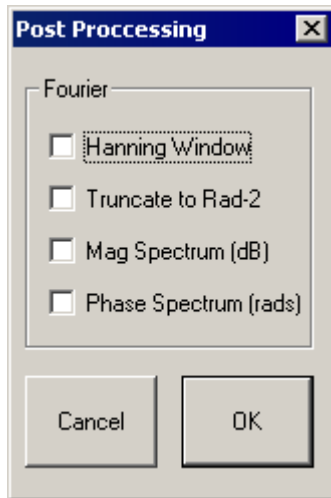 Post Proccessing
Fourier
Hanning Window
Truncate to Rad-2
Mag Spectrum (dB)
Phase Spectrum (rads)
Cancel
OK